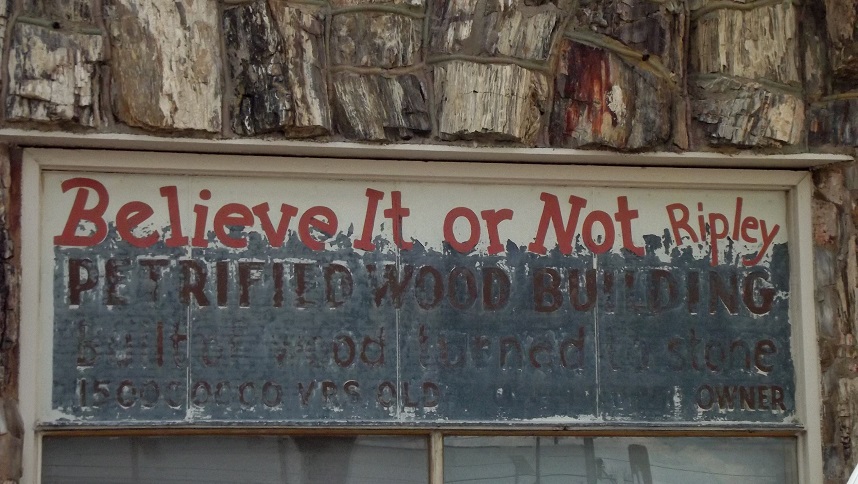 Believe It or Not Ripley
PETRIFIED WOOD BUILDING
built of wood turned to stone
150000000 YRS OLD OWNER